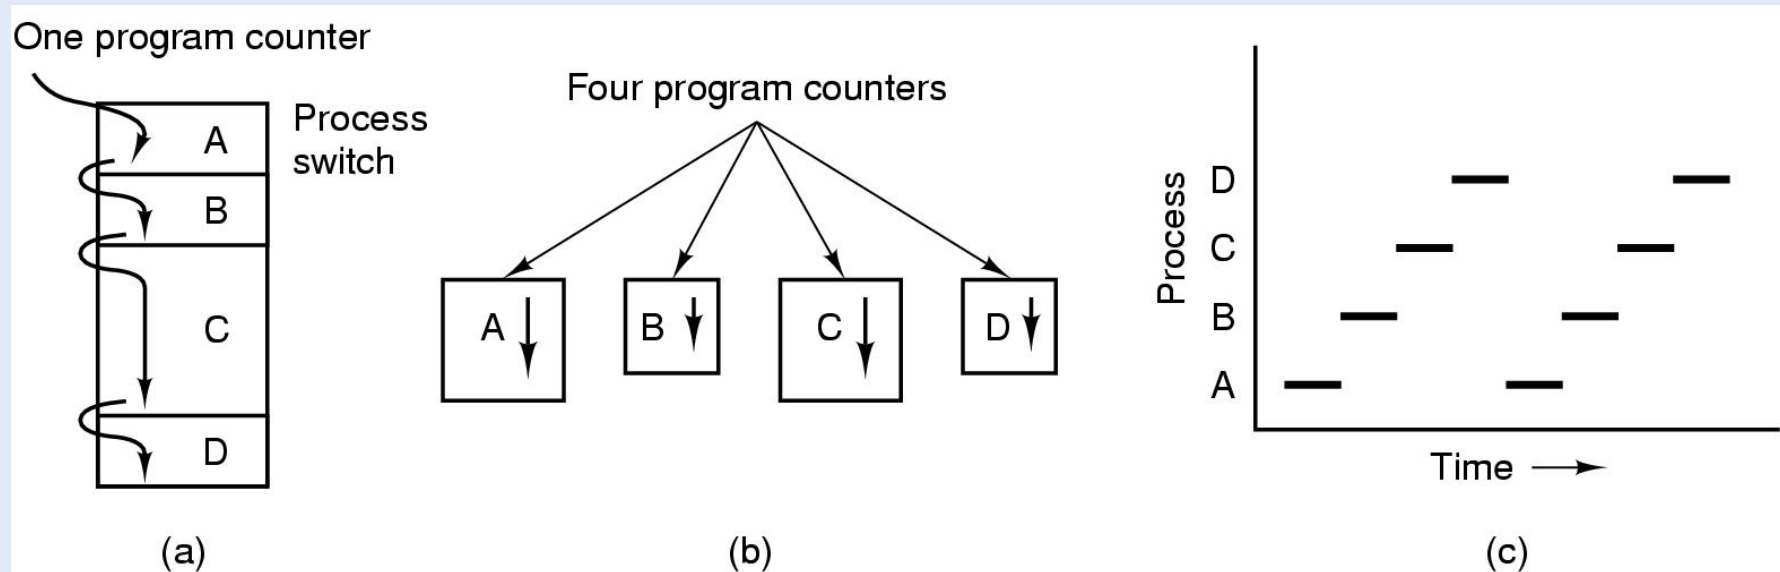 One program counter
Process
switch
A
B
C
D
(a)
Four program counters
A
B
C
D
(b)
Process
D
C
B
A
Time
(c)